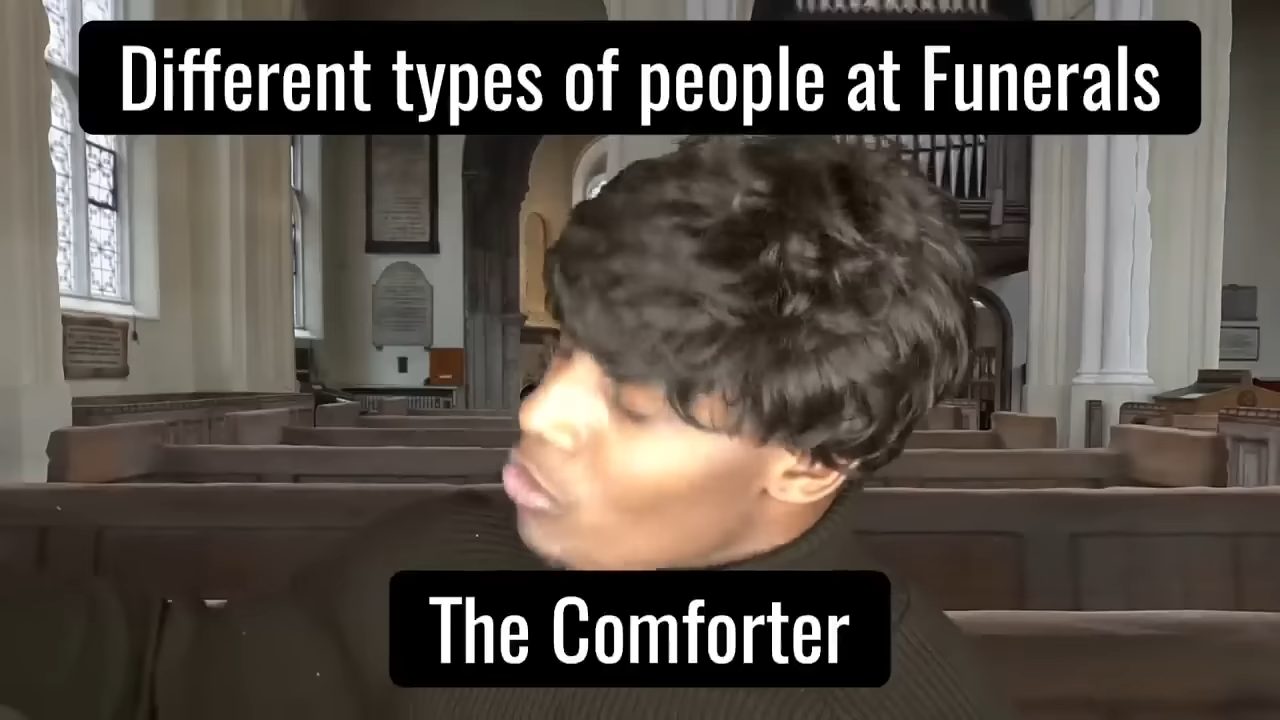 Different types of people at Funerals
The Comforter